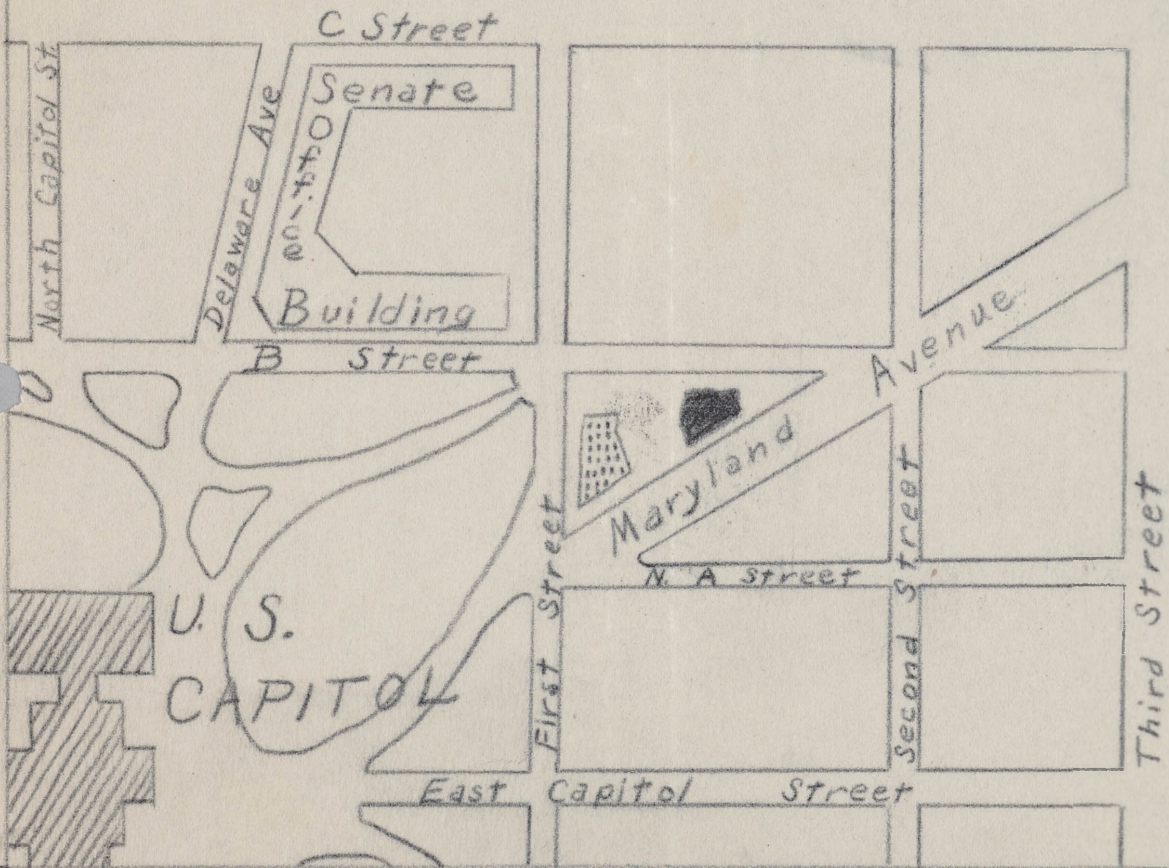 C Street
North Capitol St.
Delaware Ave
Senate
Office
Building
B Street
Maryland Avenue
N. A Street
U. S.
CAPITOL
First Street
Second Street
Third Street
East Capitol Street